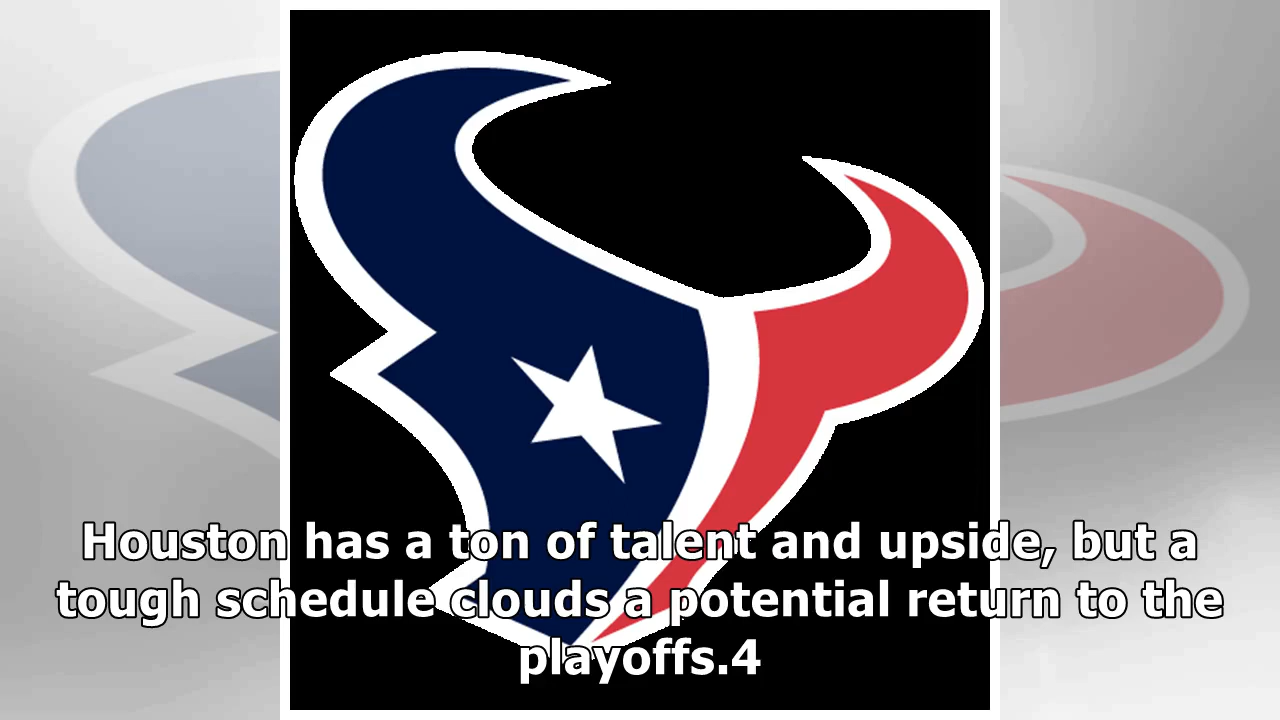 Houston has a ton of talent and upside, but a
tough schedule clouds a potential return to the
playoffs.4